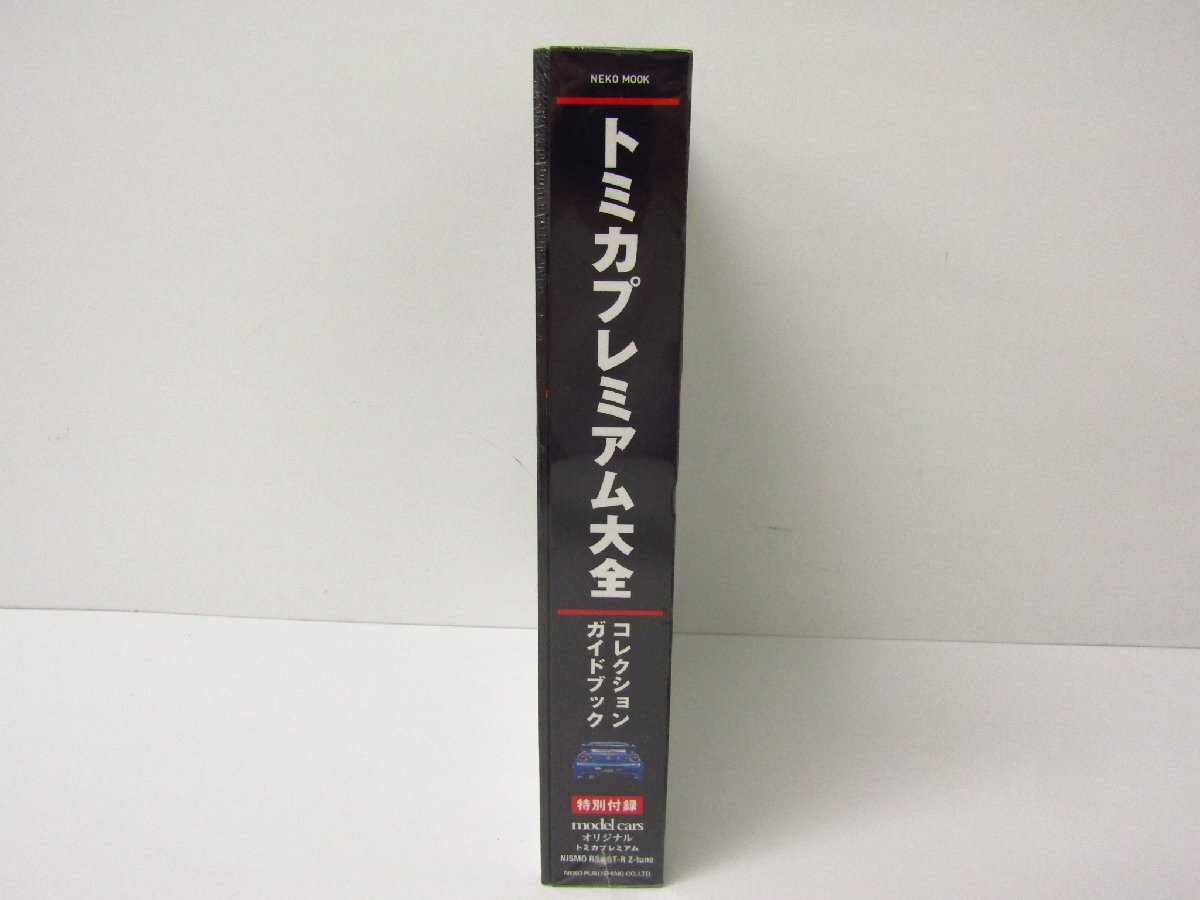 NEKO MOOK
トミカプレミアム大全
コレクション
ガイドブック
特別付録
model cars
オリジナル
トミカプレミアム
NISMO GT-R Z-tune
NEKO PUBLISHING CO.,LTD.